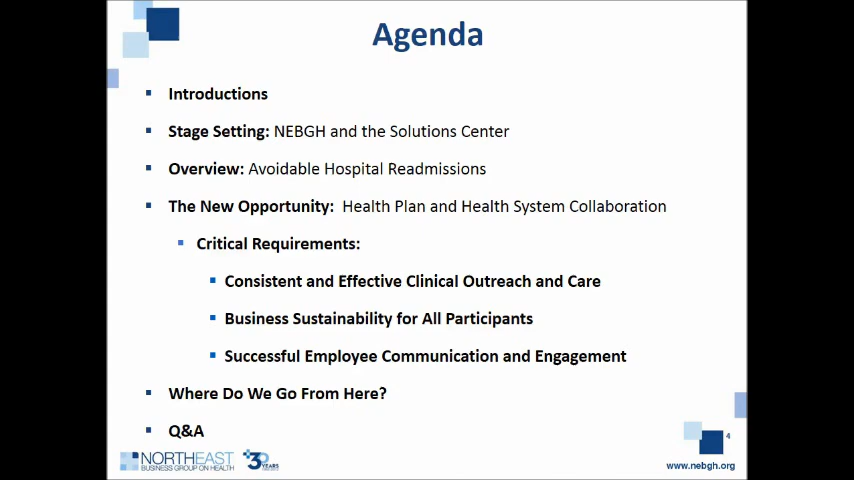 Agenda
Introductions
Stage Setting: NEBGH and the Solutions Center
Overview: Avoidable Hospital Readmissions
The New Opportunity: Health Plan and Health System Collaboration
Critical Requirements:
Consistent and Effective Clinical Outreach and Care
Business Sustainability for All Participants
Successful Employee Communication and Engagement
Where Do We Go From Here?
Q&A
4
NORTHEAST
BUSINESS GROUP ON HEALTH
30
YEARS
www.nebgh.org